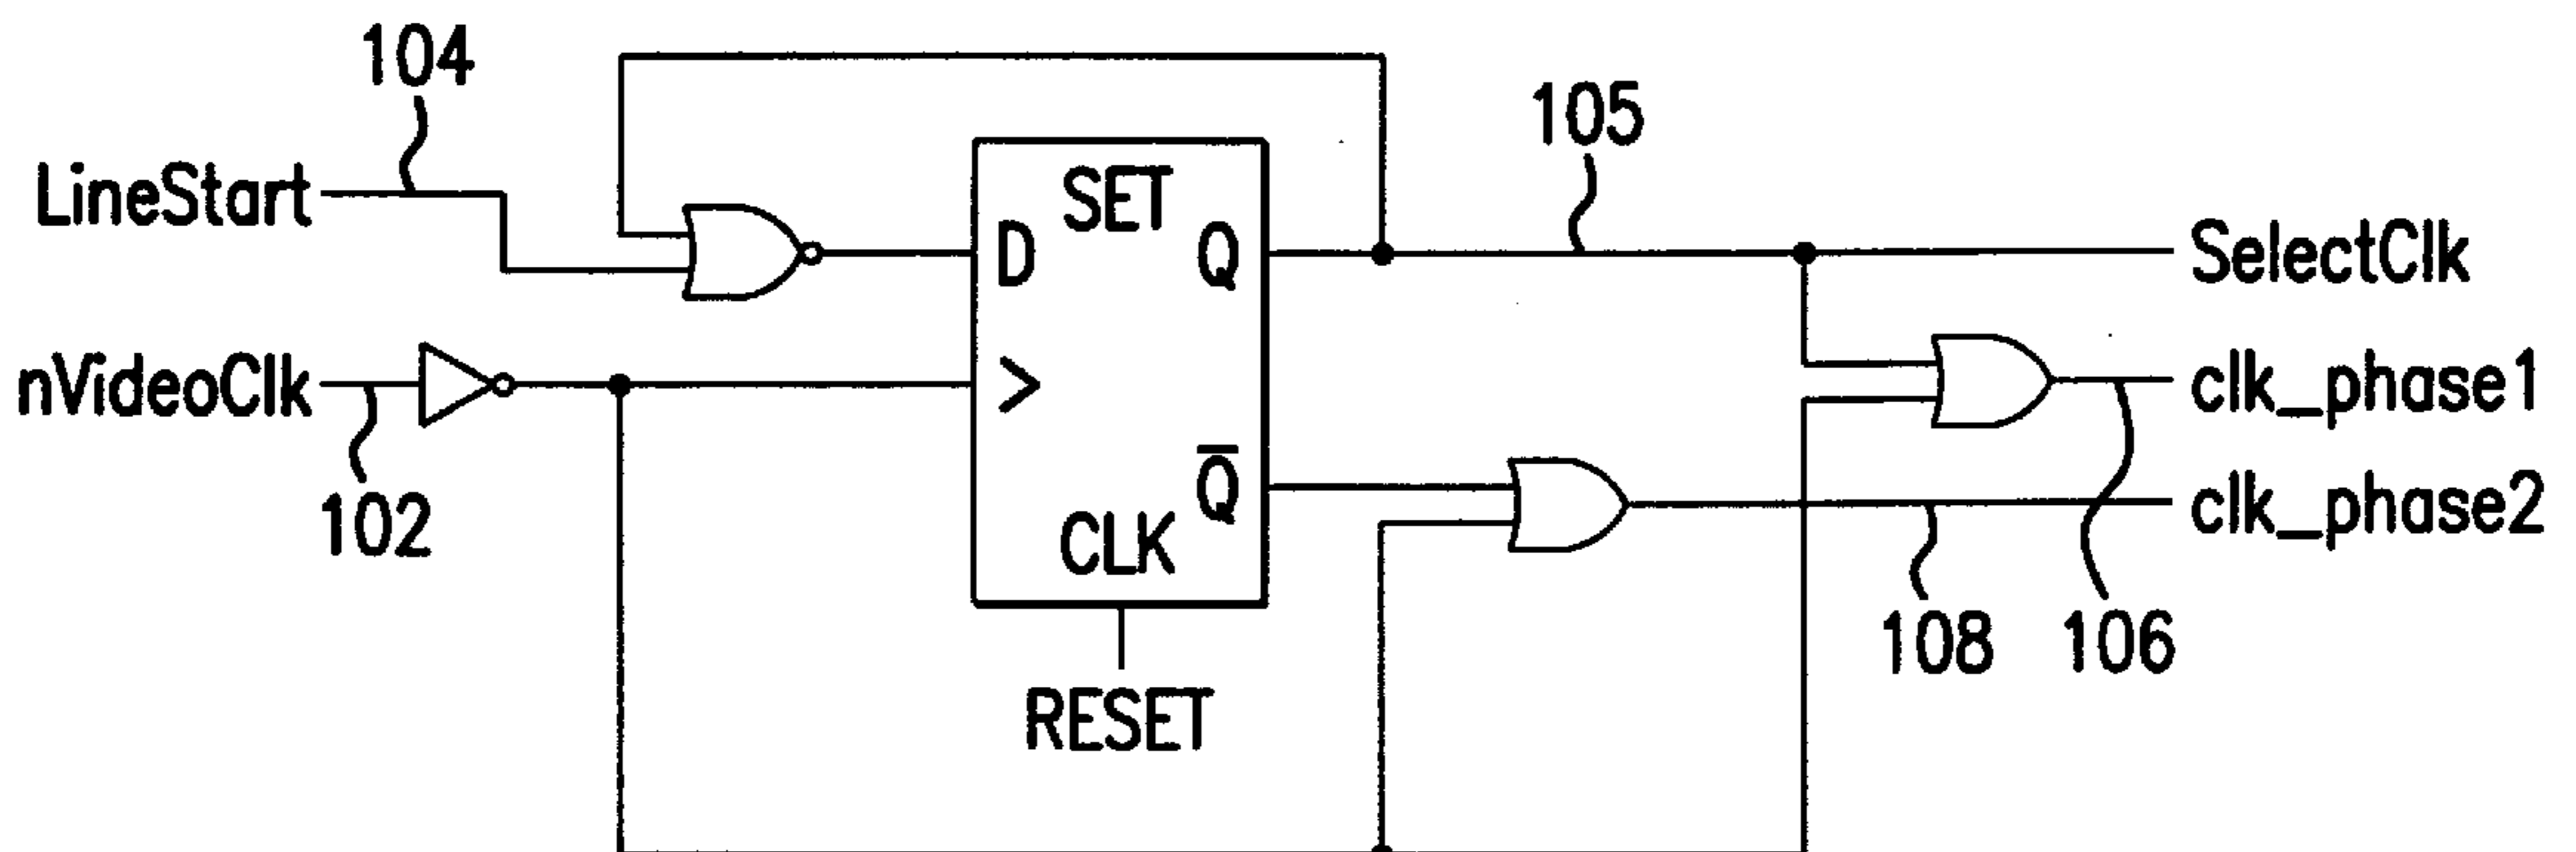 104
105
LineStart
SET
D
Q
SelectClk
nVideoClk
>
clk_phase1
102
Q̅
clk_phase2
CLK
108
106
RESET